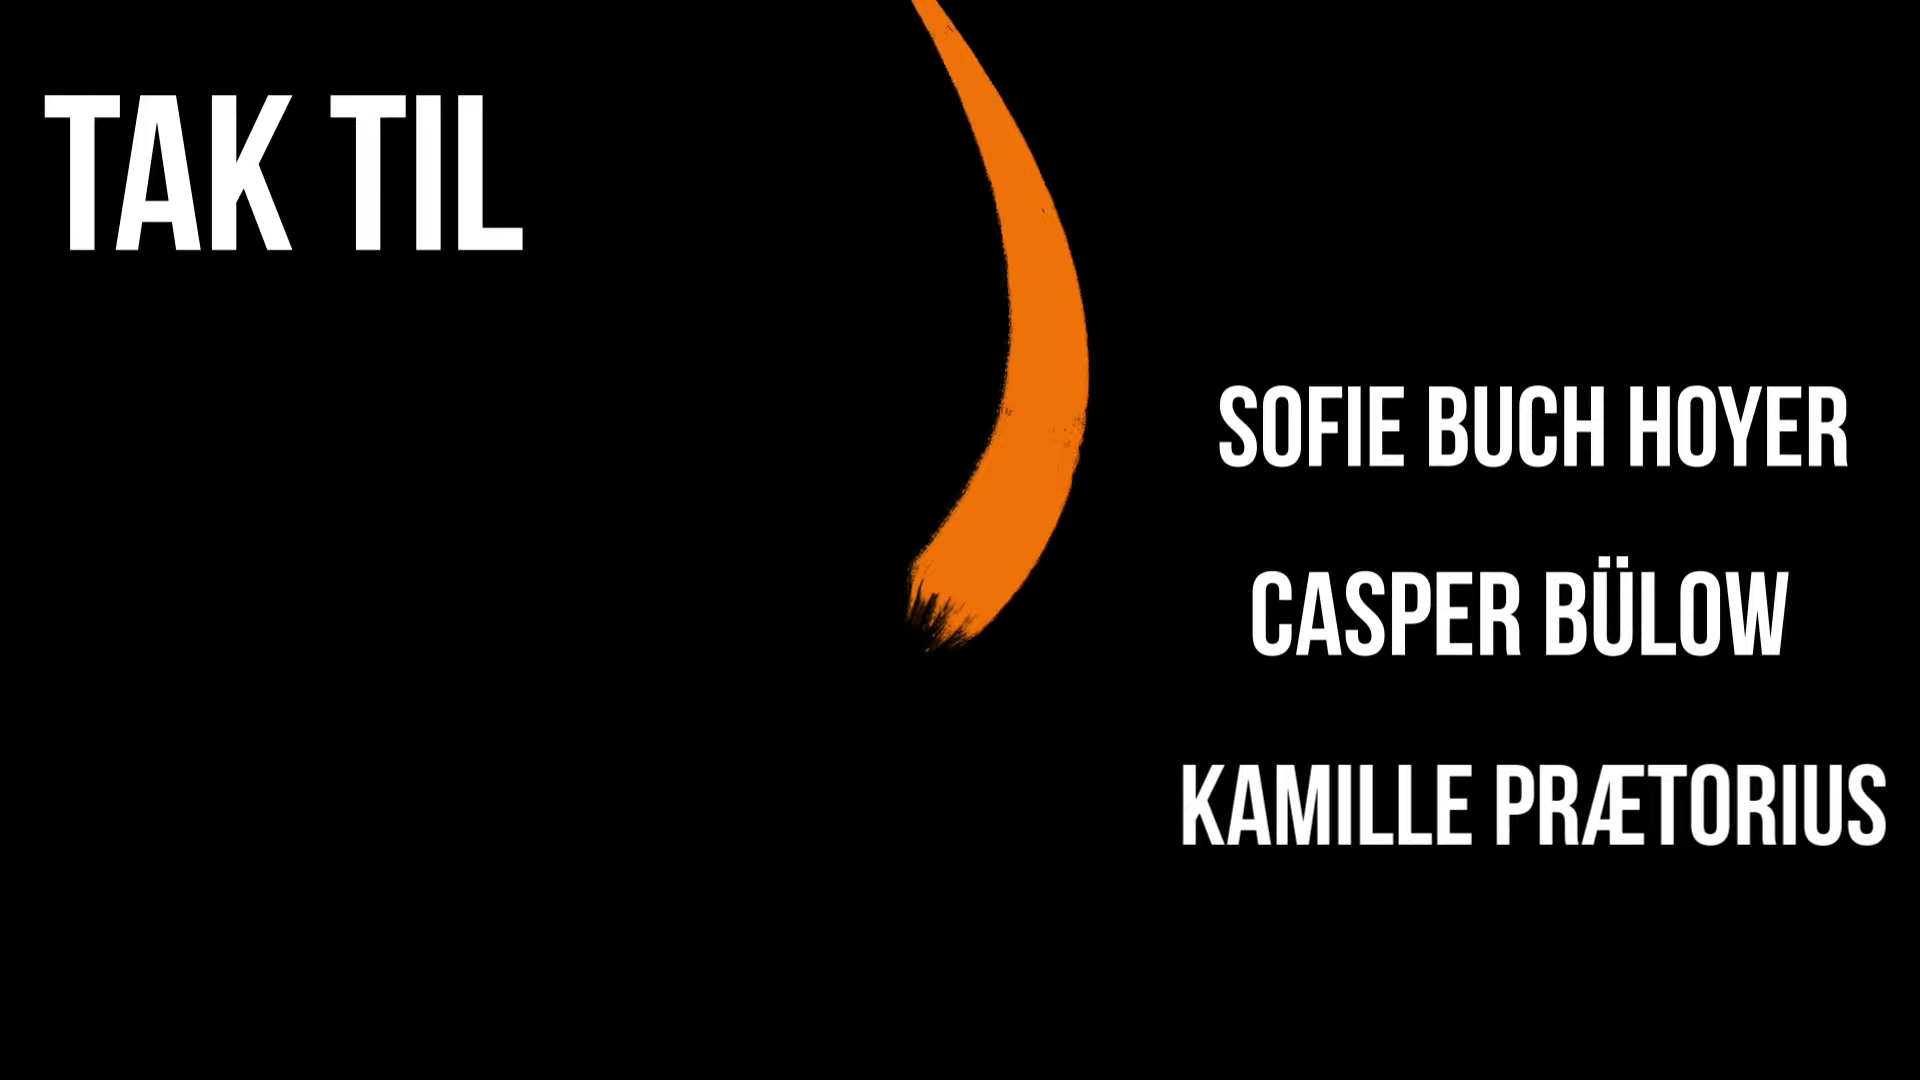 TAK TIL
SOFIE BUCH HOYER
CASPER BÜLOW
KAMILLE PRÆTORIUS